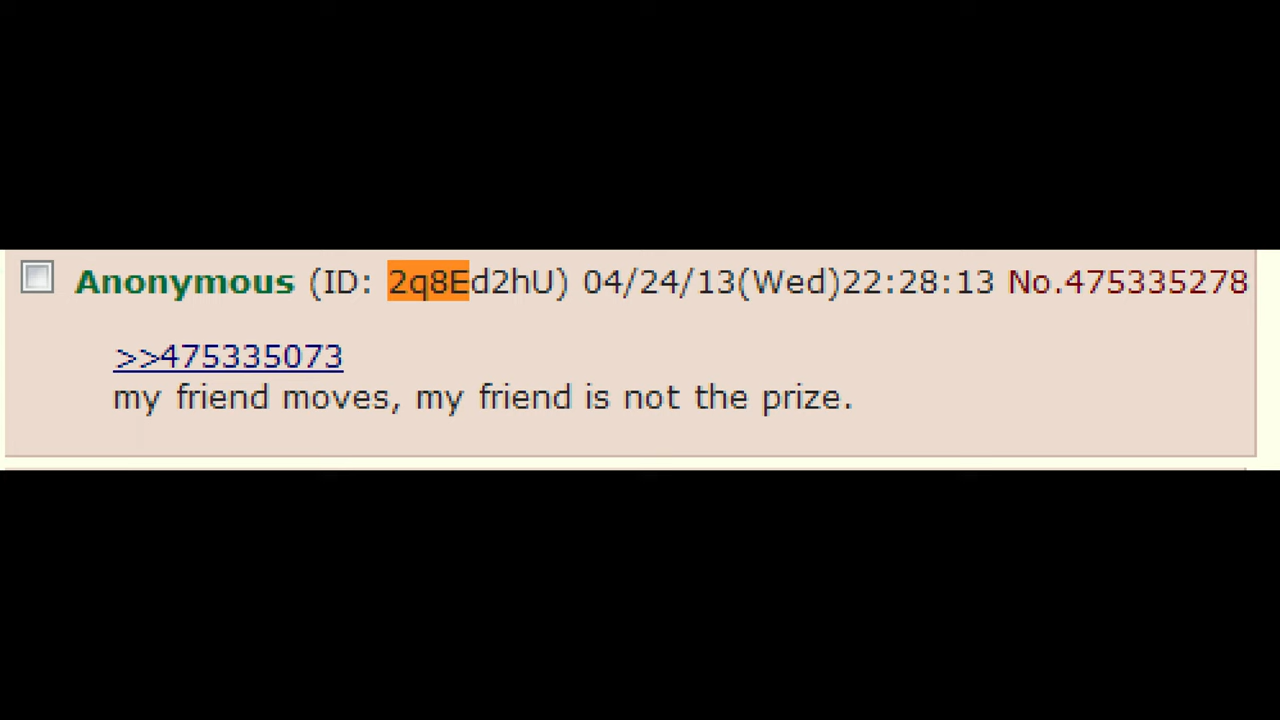 Anonymous (ID: 2q8Ed2hU) 04/24/13(Wed)22:28:13 No.475335278
>>475335073
my friend moves, my friend is not the prize.